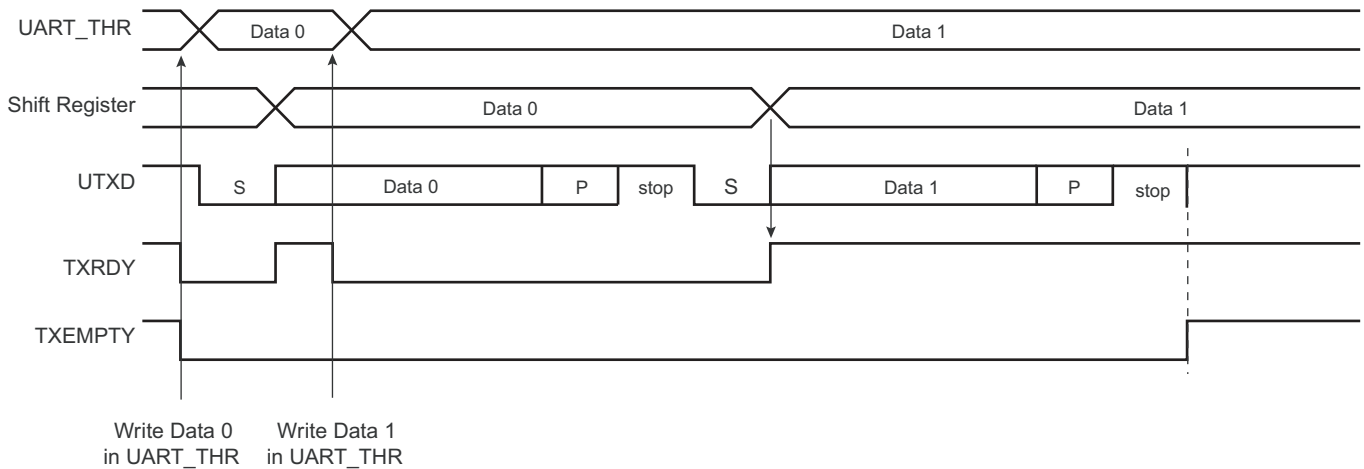 UART_THR
Data 0
Data 1
Shift Register
Data 0
Data 1
UTXD
S
Data 0
P
stop
S
Data 1
P
stop
TXRDY
TXEMPTY
Write Data 0
in UART_THR
Write Data 1
in UART_THR